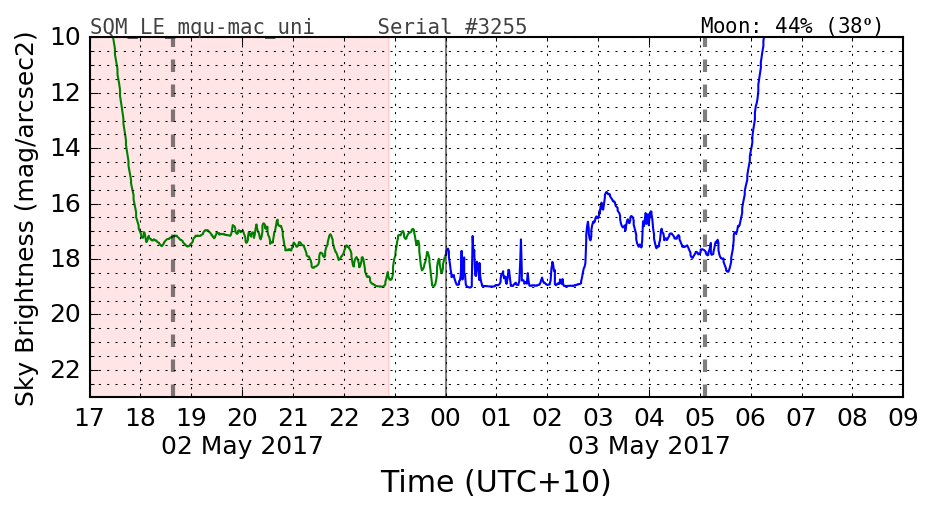 SQM_LE_mqu-mac_uni Serial #3255 Moon: 44% (38°)
Sky Brightness (mag/arcsec2)
10
12
14
16
18
20
22
17 18 19 20 21 22 23 00 01 02 03 04 05 06 07 08 09
02 May 2017 03 May 2017
Time (UTC+10)